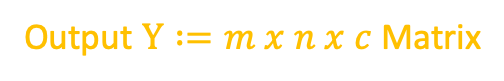 Output Y := m x n x c Matrix